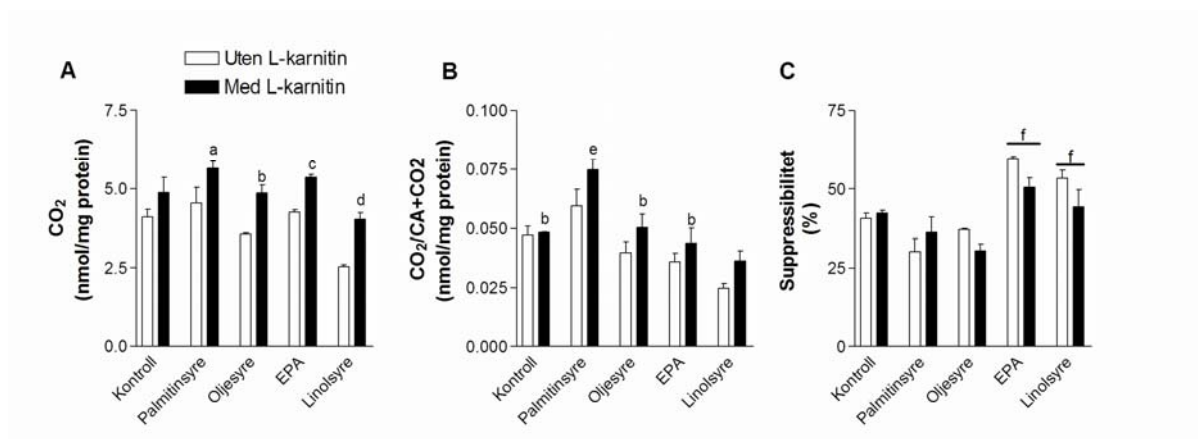 Uten L-karnitin
Med L-karnitin
A
CO₂
(nmol/mg protein)
7.5
5.0
2.5
0.0
a
b
c
d
Kontroll
Palmitinsyre
Oljesyre
EPA
Linolsyre
B
CO₂/CA+CO2
(nmol/mg protein)
0.100
0.075
0.050
0.025
0.000
b
e
b
b
Kontroll
Palmitinsyre
Oljesyre
EPA
Linolsyre
C
Suppressibilitet
(%)
75
50
25
0
f
f
Kontroll
Palmitinsyre
Oljesyre
EPA
Linolsyre